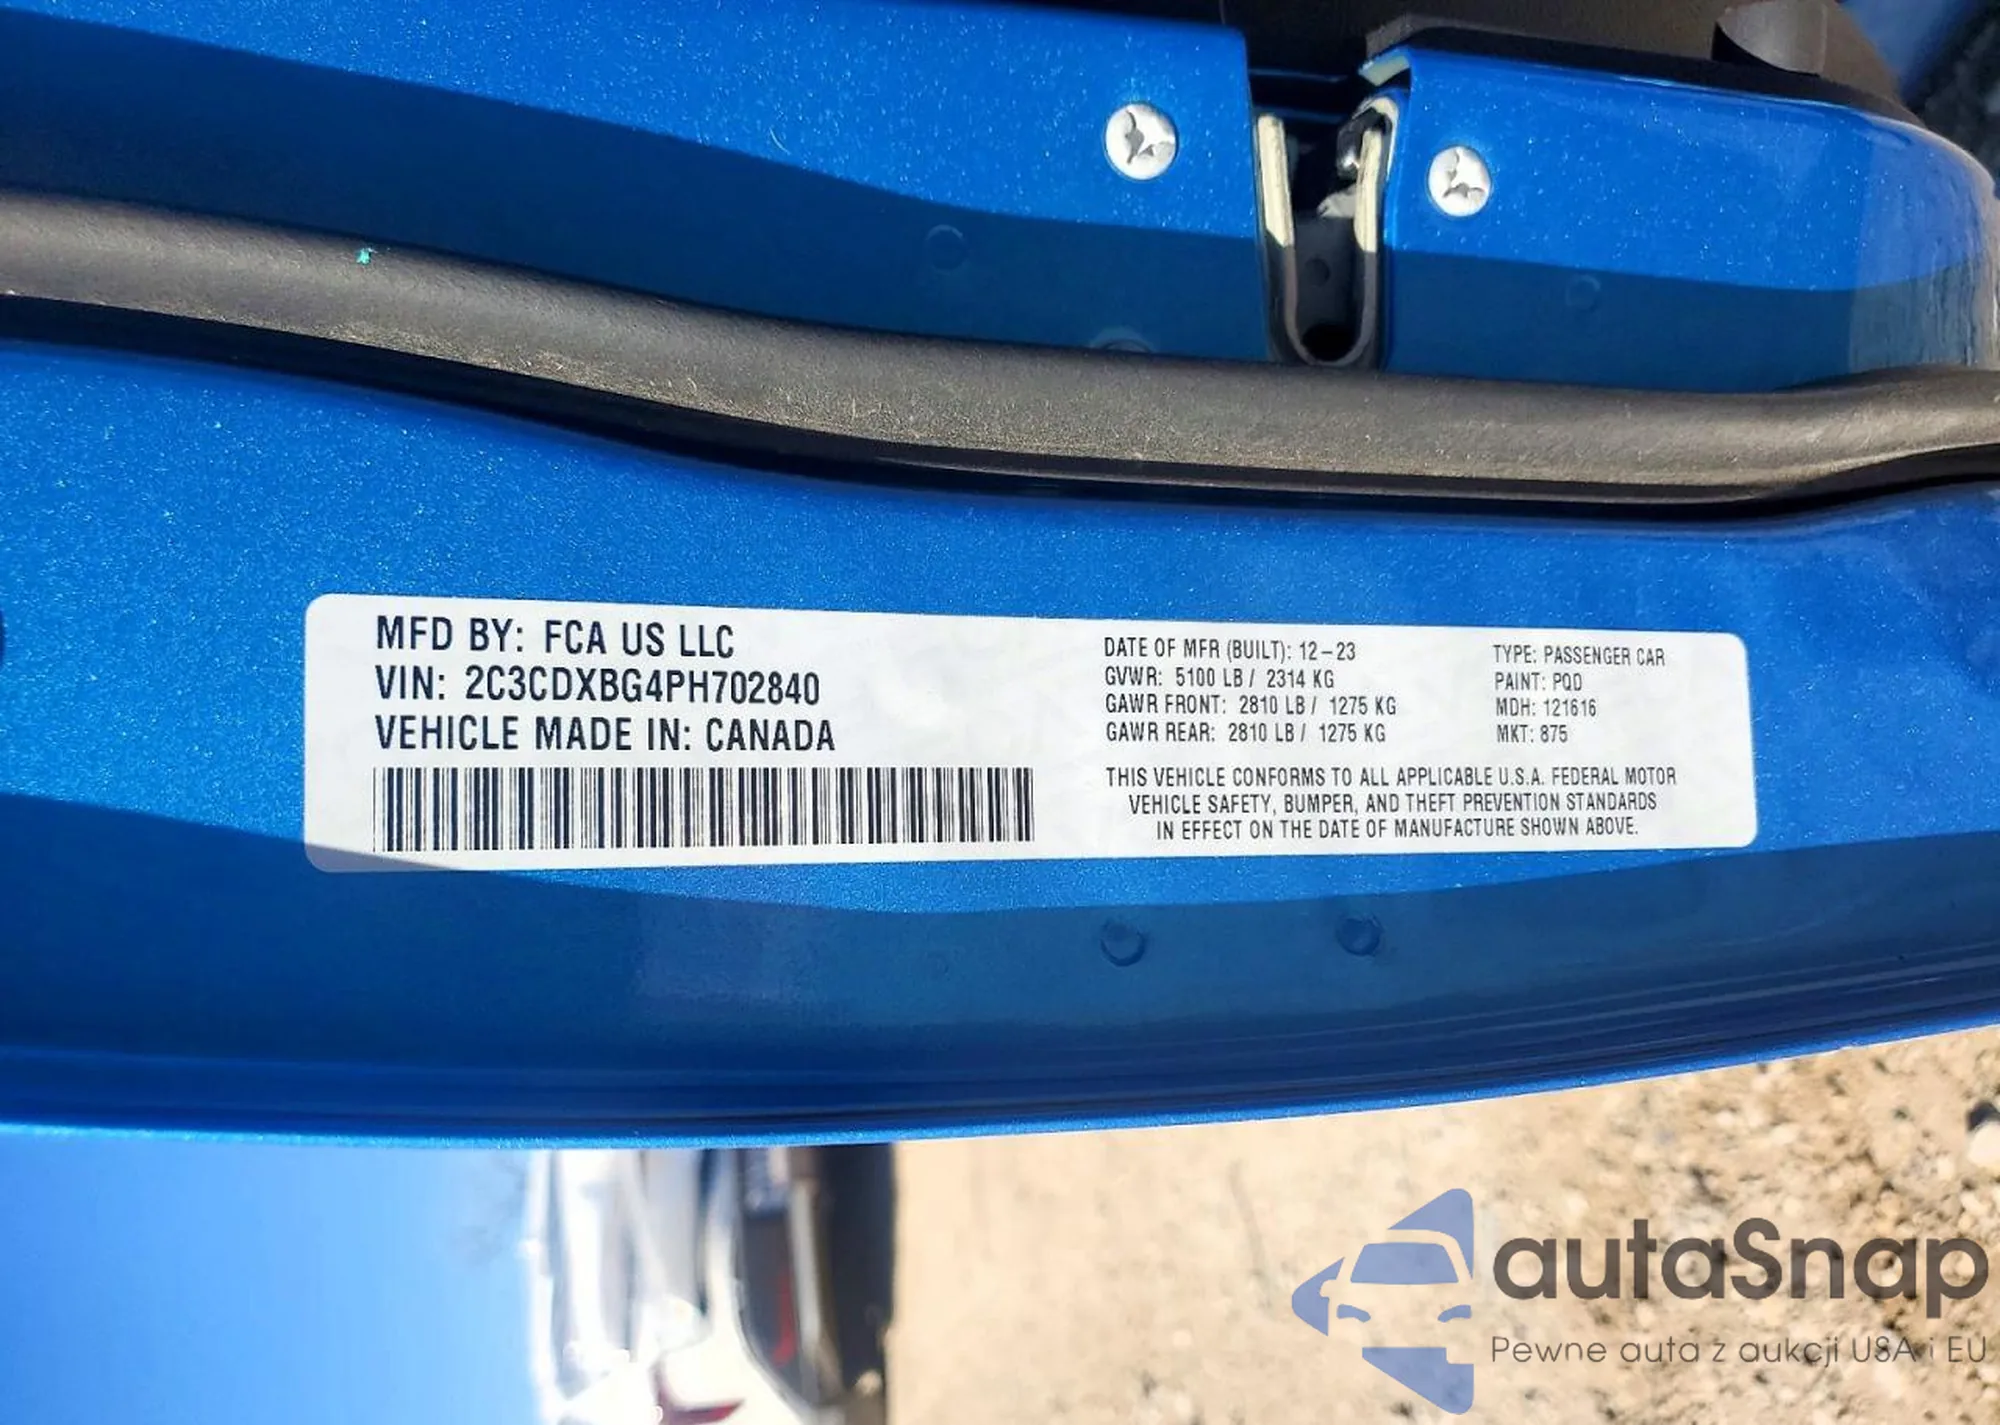 MFD BY: FCA US LLC
VIN: 2C3CDXBG4PH702840
VEHICLE MADE IN: CANADA
DATE OF MFR (BUILT): 12-23
GVWR: 5100 LB / 2314 KG
GAWR FRONT: 2810 LB / 1275 KG
GAWR REAR: 2810 LB / 1275 KG
TYPE: PASSENGER CAR
PAINT: PQD
MDH: 121616
MKT: 875
THIS VEHICLE CONFORMS TO ALL APPLICABLE U.S.A. FEDERAL MOTOR
VEHICLE SAFETY, BUMPER, AND THEFT PREVENTION STANDARDS
IN EFFECT ON THE DATE OF MANUFACTURE SHOWN ABOVE.
autaSnap
Pewne auta z aukcji USA i EU